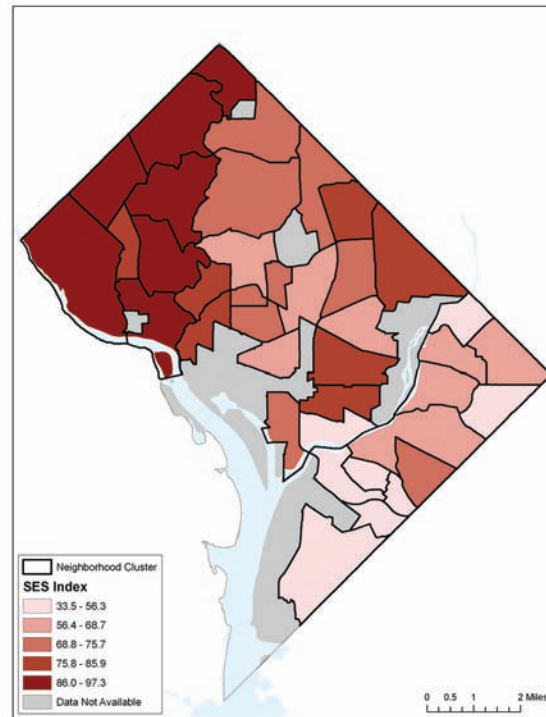 Neighborhood Cluster
SES Index
33.5 - 56.3
56.4 - 68.7
68.8 - 75.7
75.8 - 85.9
86.0 - 97.3
Data Not Available
0 0.5 1 2 Miles